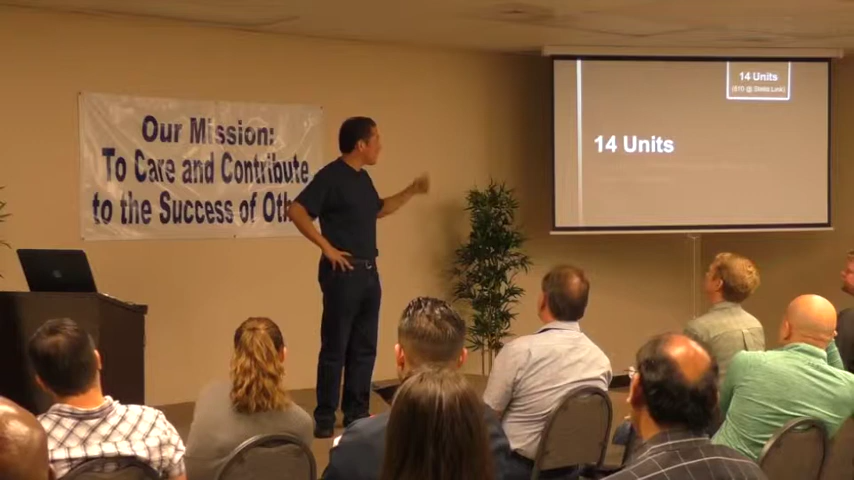 Our Mission:
To Care and Contribute
to the Success of Oth
14 Units
14 Units